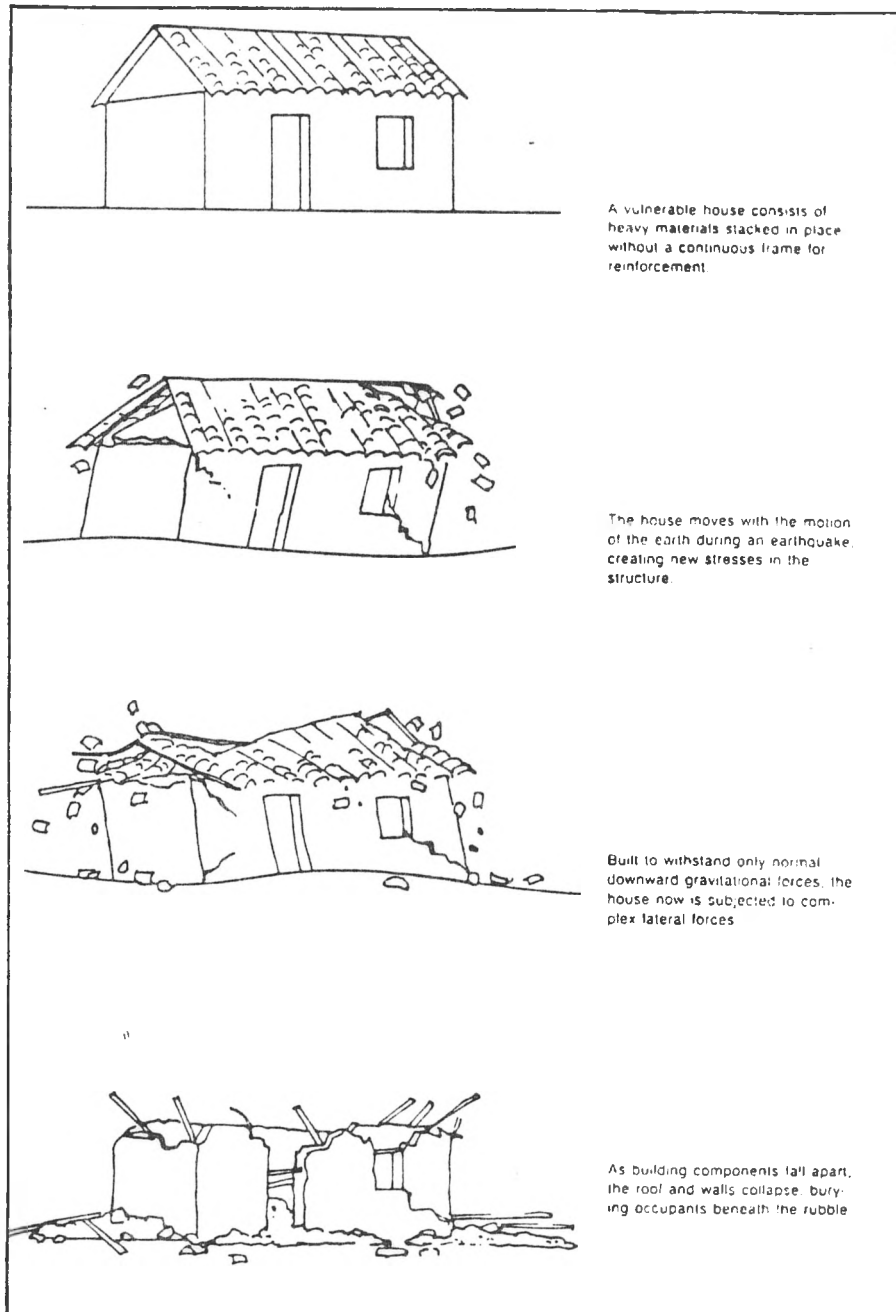 A vulnerable house consists of
heavy materials stacked in place
without a continuous frame for
reinforcement.
The house moves with the motion
of the earth during an earthquake,
creating new stresses in the
structure.
Built to withstand only normal
downward gravitational forces, the
house now is subjected to com-
plex lateral forces
As building components fall apart,
the roof and walls collapse, bury-
ing occupants beneath the rubble